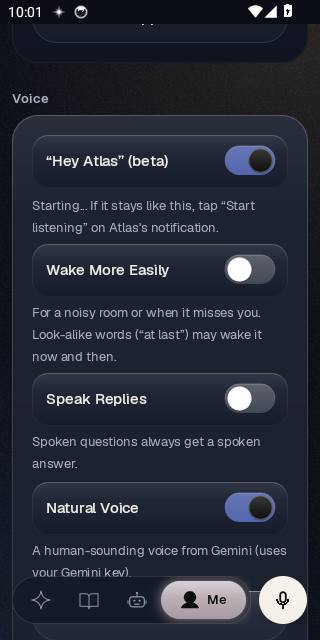 10:01
Voice
“Hey Atlas” (beta)
Starting... If it stays like this, tap “Start
listening” on Atlas's notification.
Wake More Easily
For a noisy room or when it misses you.
Look-alike words (“at last”) may wake it
now and then.
Speak Replies
Spoken questions always get a spoken
answer.
Natural Voice
A human-sounding voice from Gemini (uses
your Gemini key).
Me